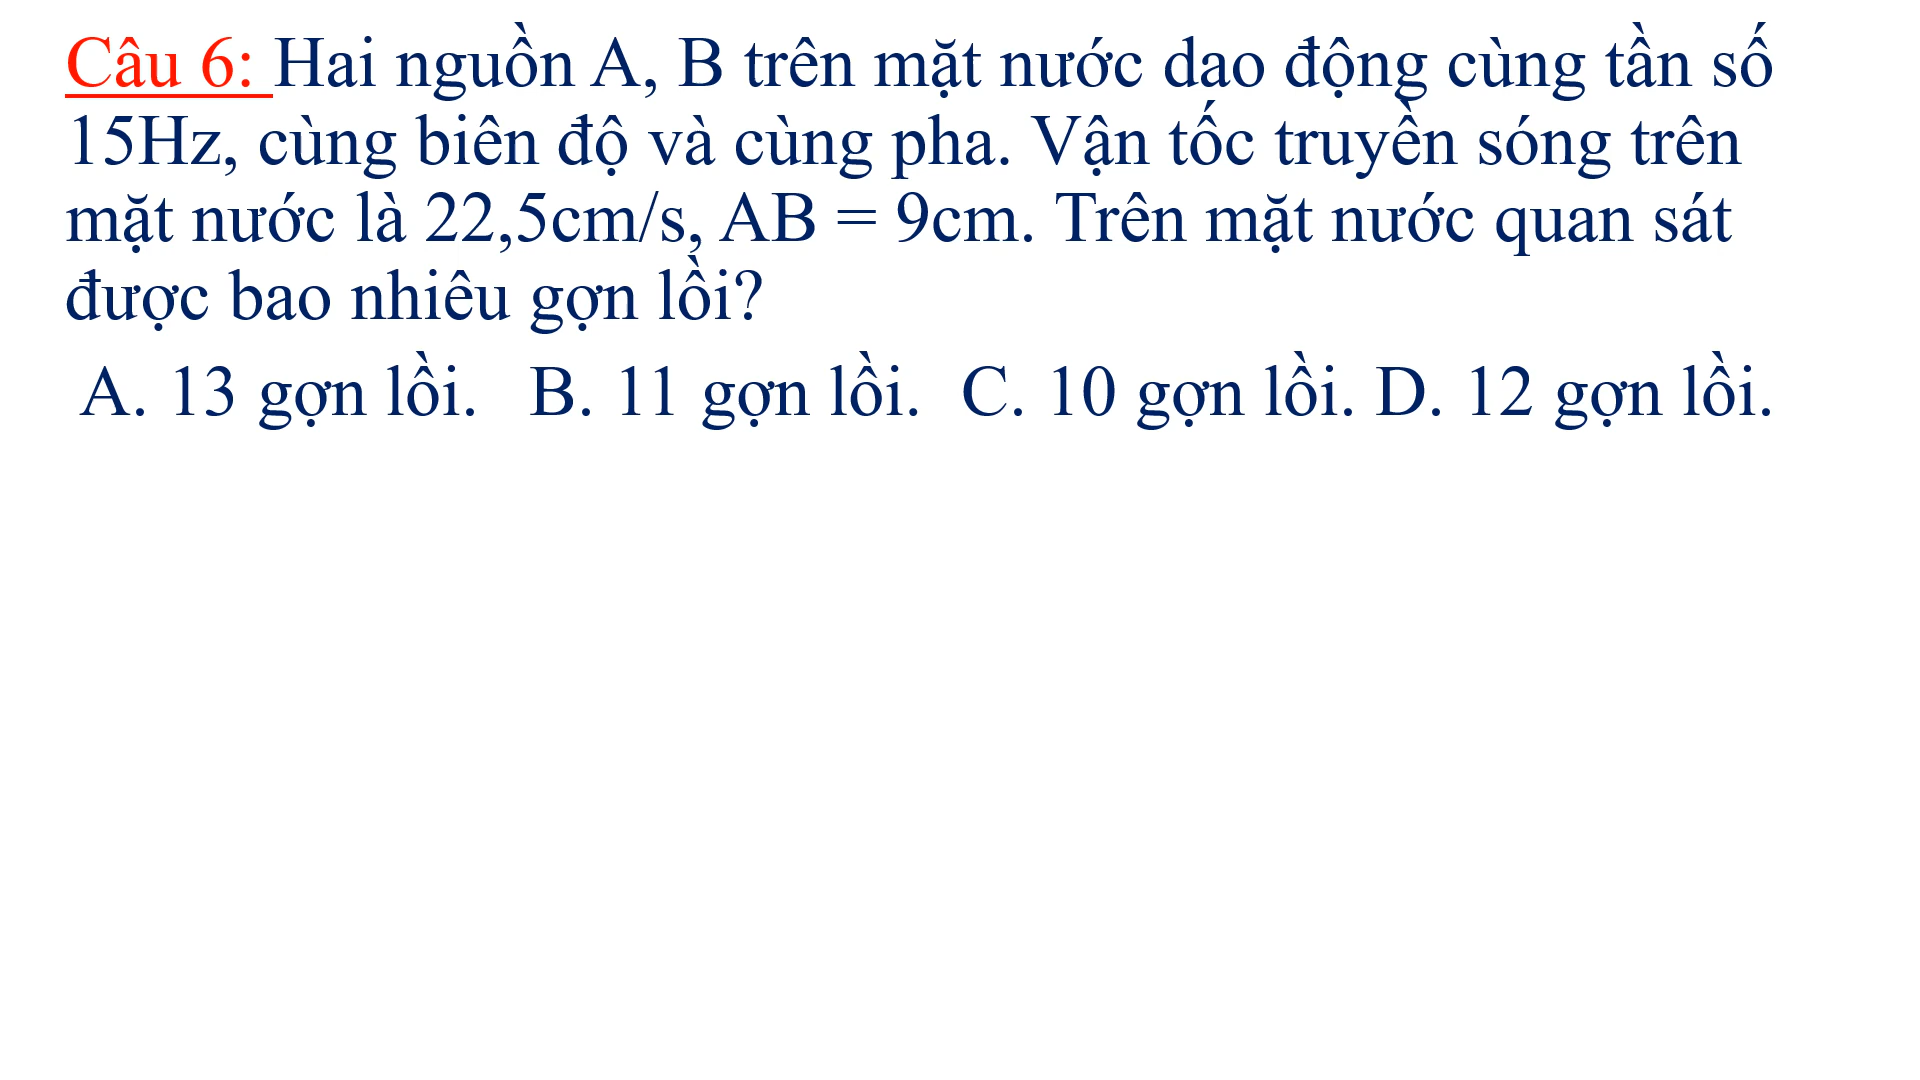 Câu 6: Hai nguồn A, B trên mặt nước dao động cùng tần số
15Hz, cùng biên độ và cùng pha. Vận tốc truyền sóng trên
mặt nước là 22,5cm/s, AB = 9cm. Trên mặt nước quan sát
được bao nhiêu gợn lồi?
A. 13 gợn lồi. B. 11 gợn lồi. C. 10 gợn lồi. D. 12 gợn lồi.